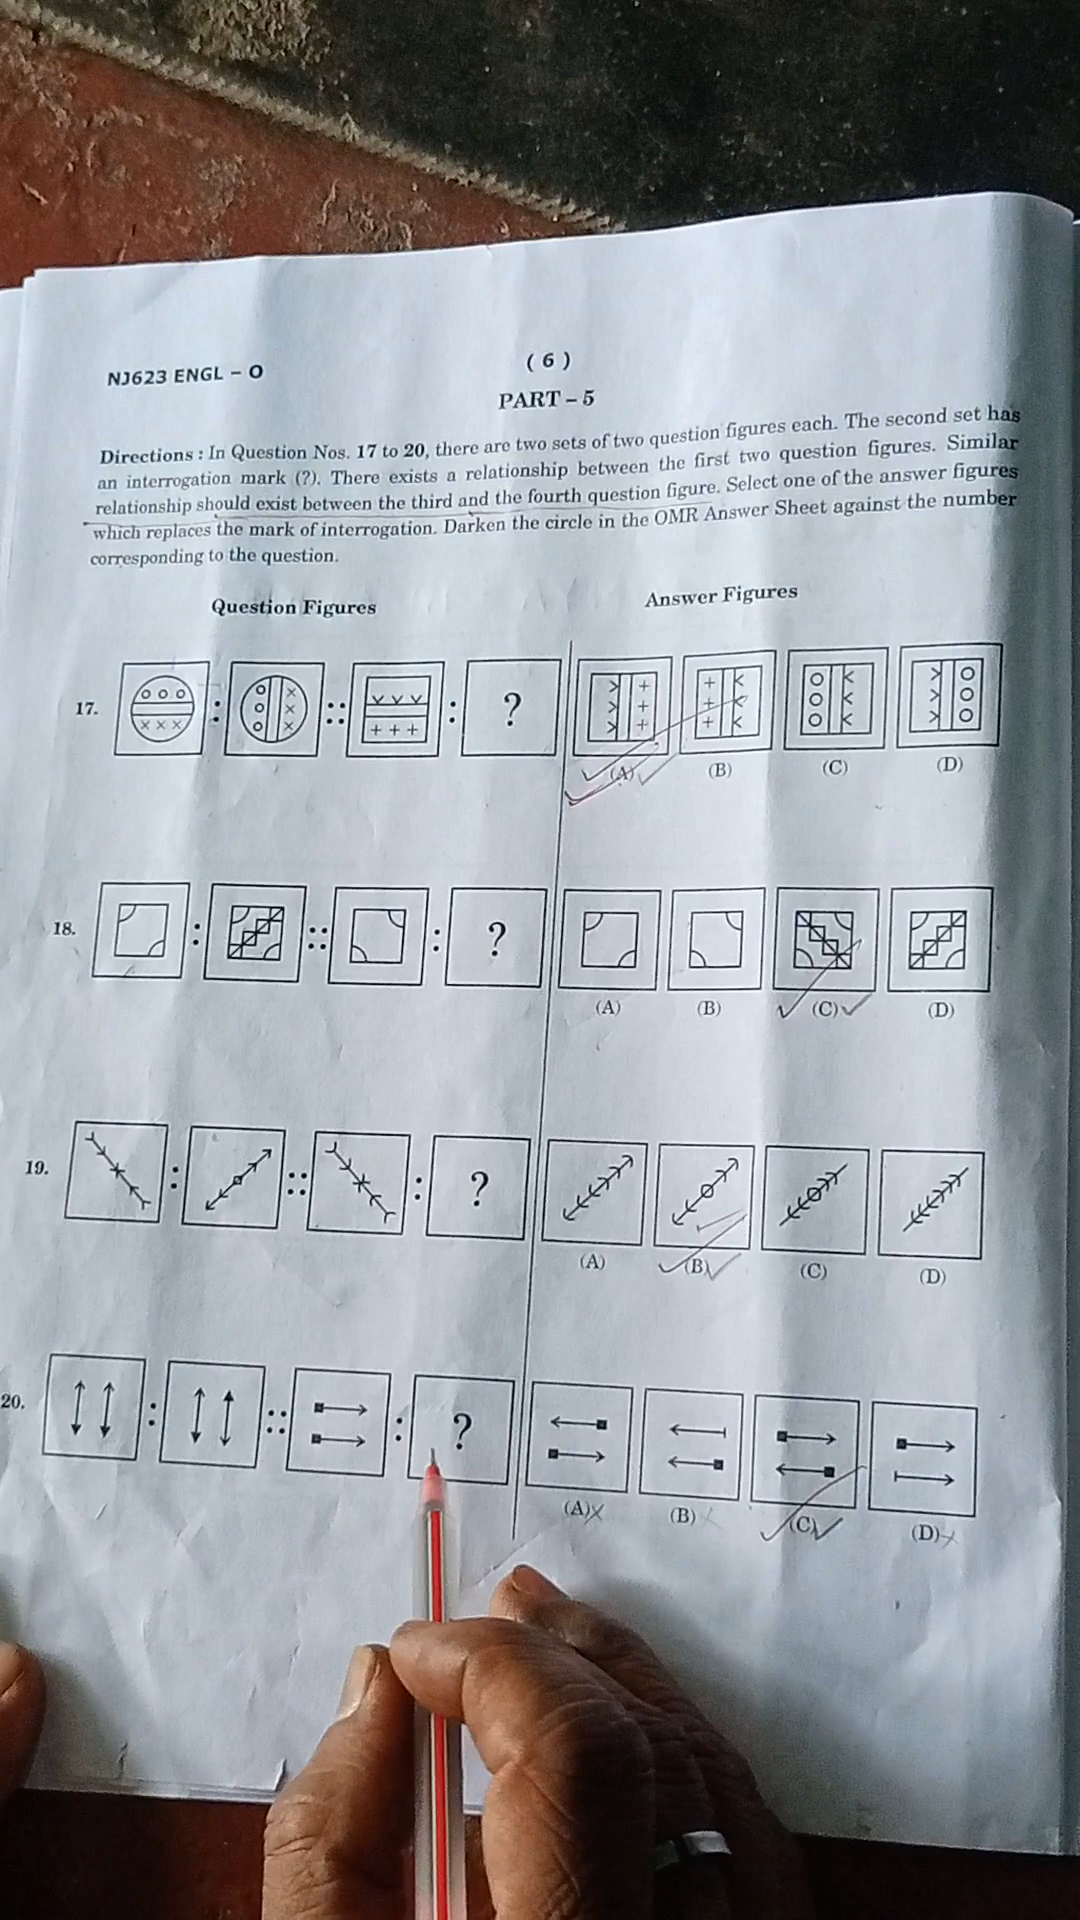 NJ623 ENGL – O
( 6 )
PART – 5
Directions : In Question Nos. 17 to 20, there are two sets of two question figures each. The second set has
an interrogation mark (?). There exists a relationship between the first two question figures. Similar
relationship should exist between the third and the fourth question figure. Select one of the answer figures
which replaces the mark of interrogation. Darken the circle in the OMR Answer Sheet against the number
corresponding to the question.
Question Figures
Answer Figures
17. : :: : ?
(A) (B) (C) (D)
18. : :: : ?
(A) (B) (C) (D)
19. : :: : ?
(A) (B) (C) (D)
20. : :: : ?
(A) (B) (C) (D)